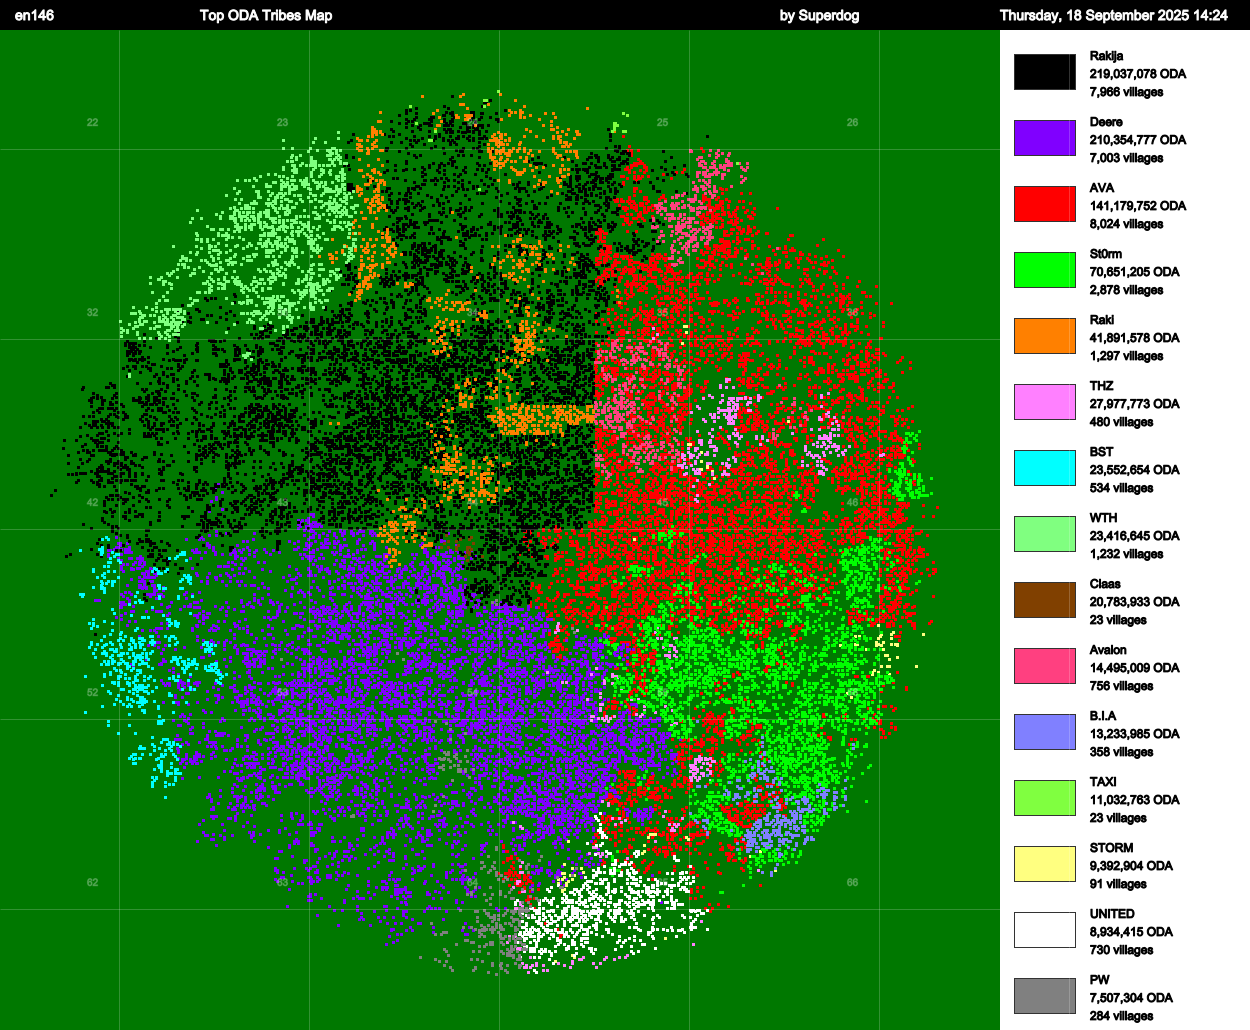 en146 Top ODA Tribes Map by Superdog Thursday, 18 September 2025 14:24
22 23 25 26
32 35 36
42 43 45 46
52 53 54
62 63 66
Rakija
219,037,078 ODA
7,966 villages
Deere
210,354,777 ODA
7,003 villages
AVA
141,179,752 ODA
8,024 villages
St0rm
70,651,205 ODA
2,878 villages
Raki
41,891,578 ODA
1,297 villages
THZ
27,977,773 ODA
480 villages
BST
23,552,654 ODA
534 villages
WTH
23,416,645 ODA
1,232 villages
Claas
20,783,933 ODA
23 villages
Avalon
14,495,009 ODA
756 villages
B.I.A
13,233,985 ODA
358 villages
TAXI
11,032,763 ODA
23 villages
STORM
9,392,904 ODA
91 villages
UNITED
8,934,415 ODA
730 villages
PW
7,507,304 ODA
284 villages